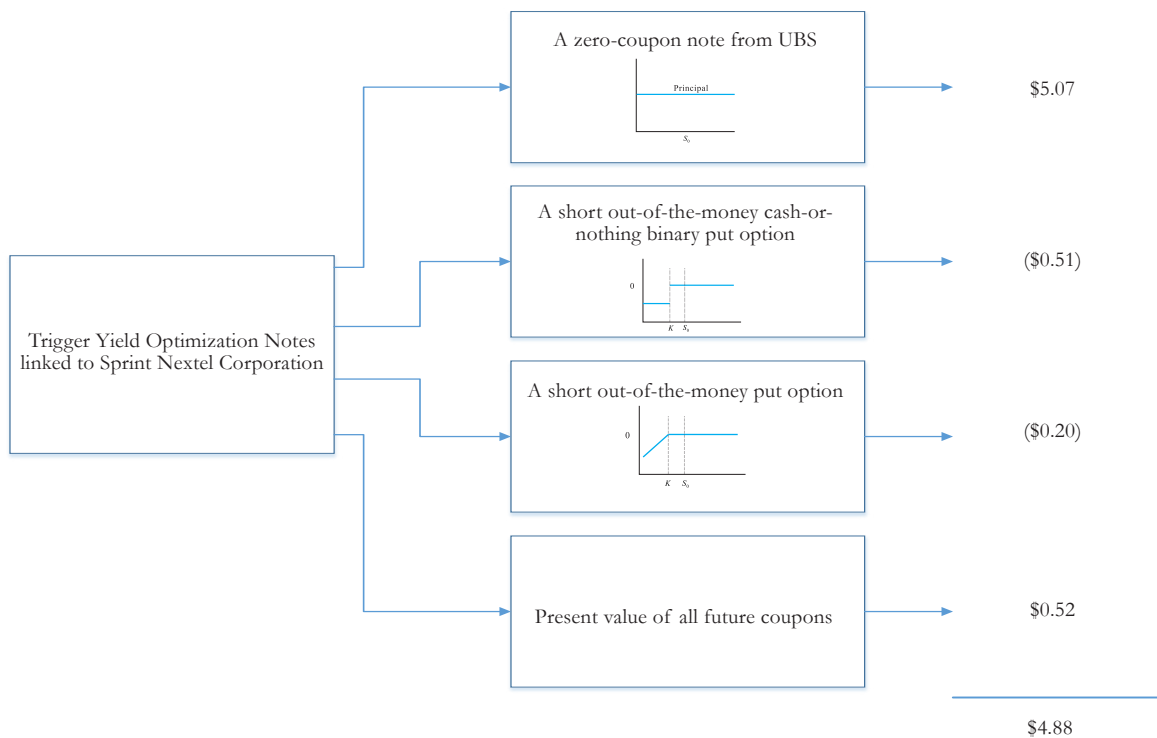 A zero-coupon note from UBS
Principal
S₀
$5.07
A short out-of-the-money cash-or-
nothing binary put option
0
K
S₀
($0.51)
Trigger Yield Optimization Notes
linked to Sprint Nextel Corporation
A short out-of-the-money put option
0
K
S₀
($0.20)
Present value of all future coupons
$0.52
$4.88